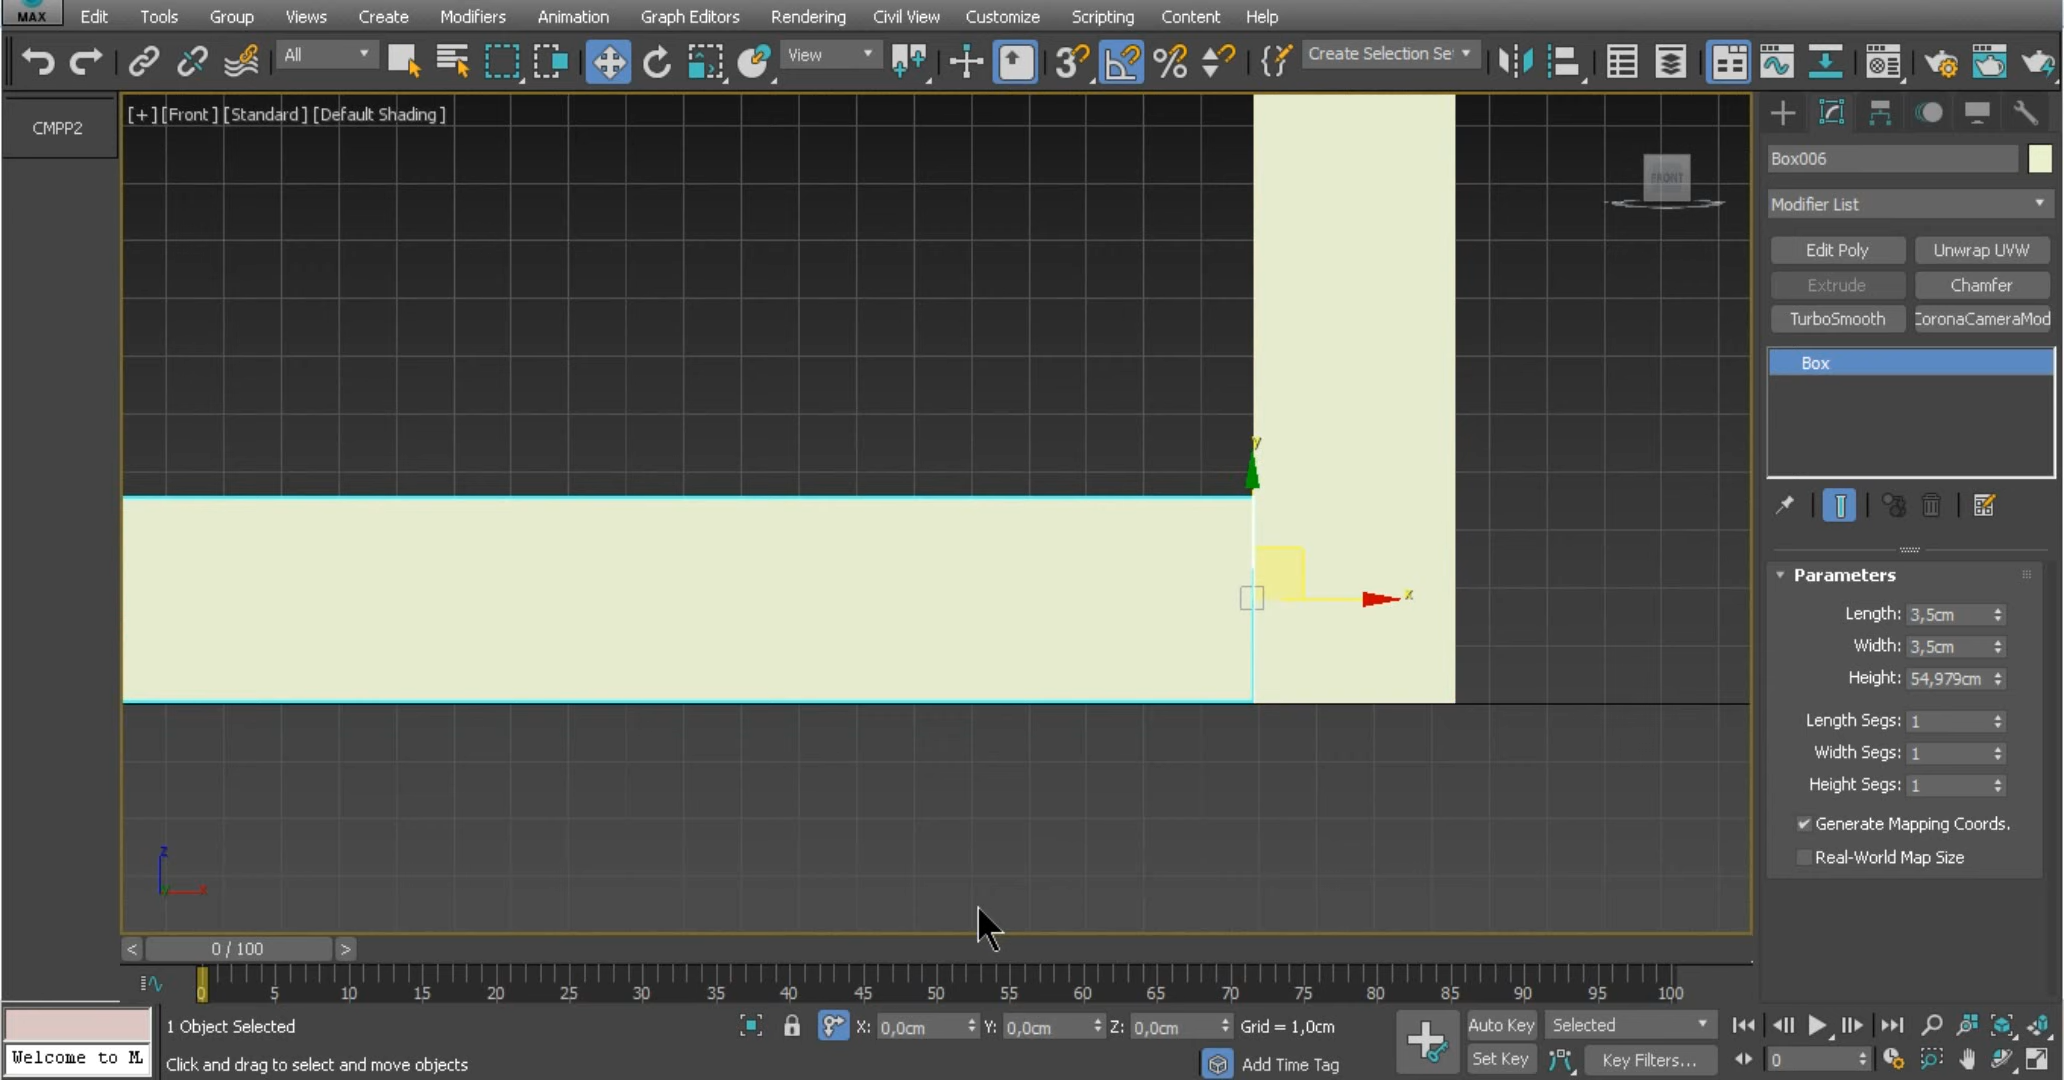 MAX Edit Tools Group Views Create Modifiers Animation Graph Editors Rendering Civil View Customize Scripting Content Help
All View 3 Create Selection Se
CMPP2
[+] [Front ] [Standard ] [Default Shading ]
FRONT
Box006
Modifier List
Edit Poly Unwrap UVW
Extrude Chamfer
TurboSmooth CoronaCameraMod
Box
y
x
Parameters
Length: 3,5cm
Width: 3,5cm
Height: 54,979cm
Length Segs: 1
Width Segs: 1
Height Segs: 1
Generate Mapping Coords.
Real-World Map Size
z
x
< 0 / 100 >
0 5 10 15 20 25 30 35 40 45 50 55 60 65 70 75 80 85 90 95 100
1 Object Selected X: 0,0cm Y: 0,0cm Z: 0,0cm Grid = 1,0cm Auto Key Selected
Welcome to M Click and drag to select and move objects Add Time Tag Set Key Key Filters... 0